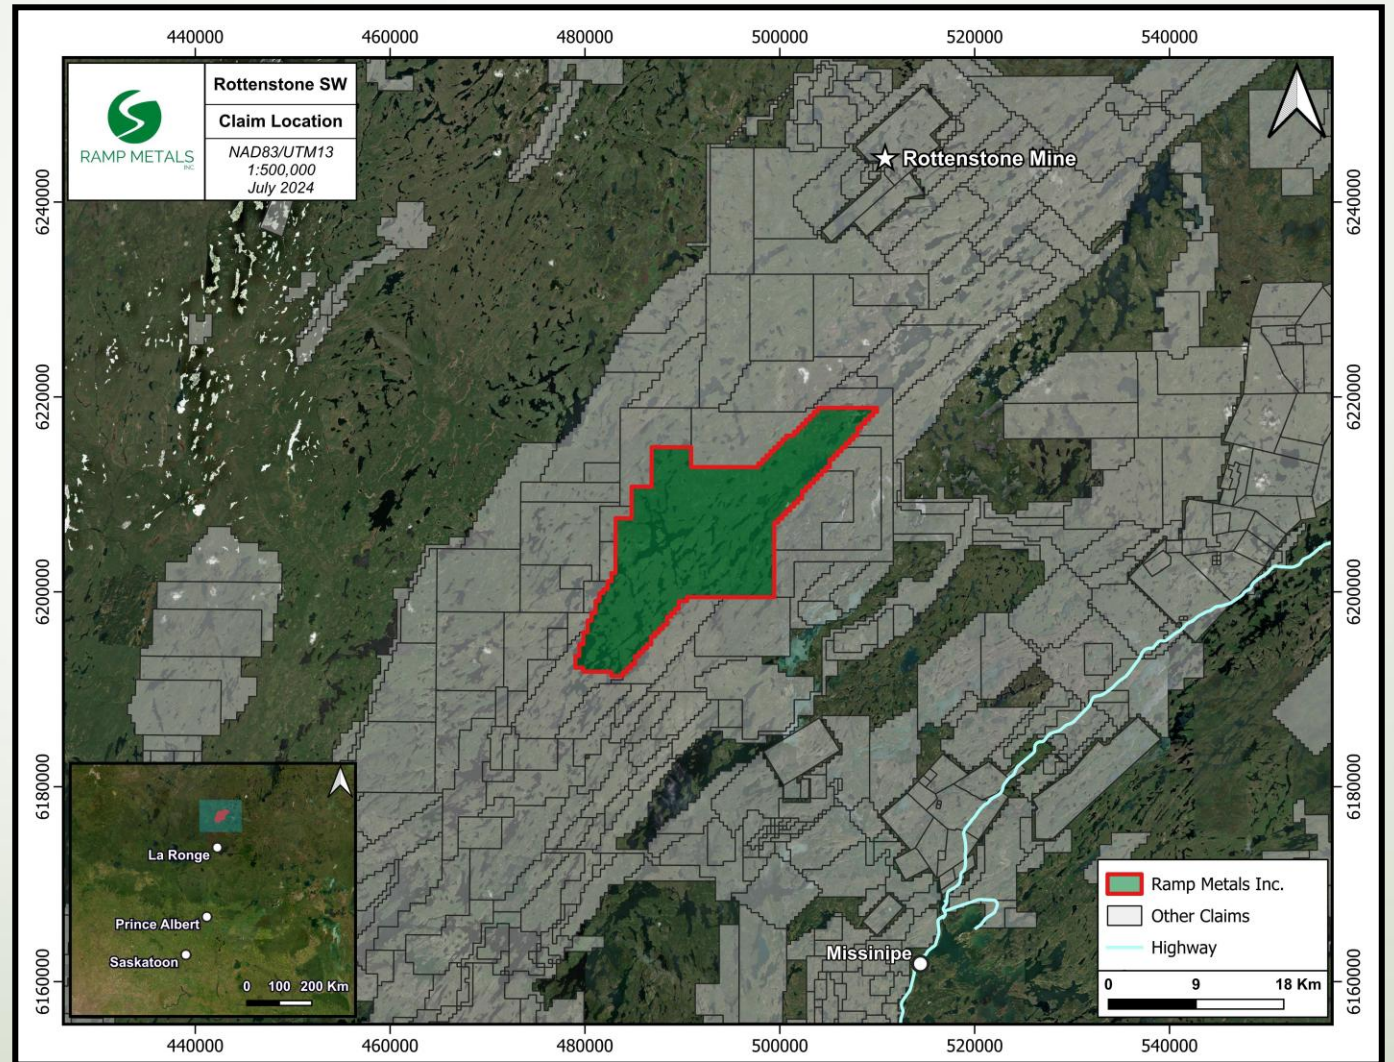 440000
460000
480000
500000
520000
540000
RAMP METALS
INC
Rottenstone SW
Claim Location
NAD83/UTM13
1:500,000
July 2024
Rottenstone Mine
6240000
6240000
6220000
6220000
6200000
6200000
6180000
6180000
6160000
6160000
La Ronge
Prince Albert
Saskatoon
0 100 200 Km
Missinipe
Ramp Metals Inc.
Other Claims
Highway
0 9 18 Km
440000
460000
480000
500000
520000
540000